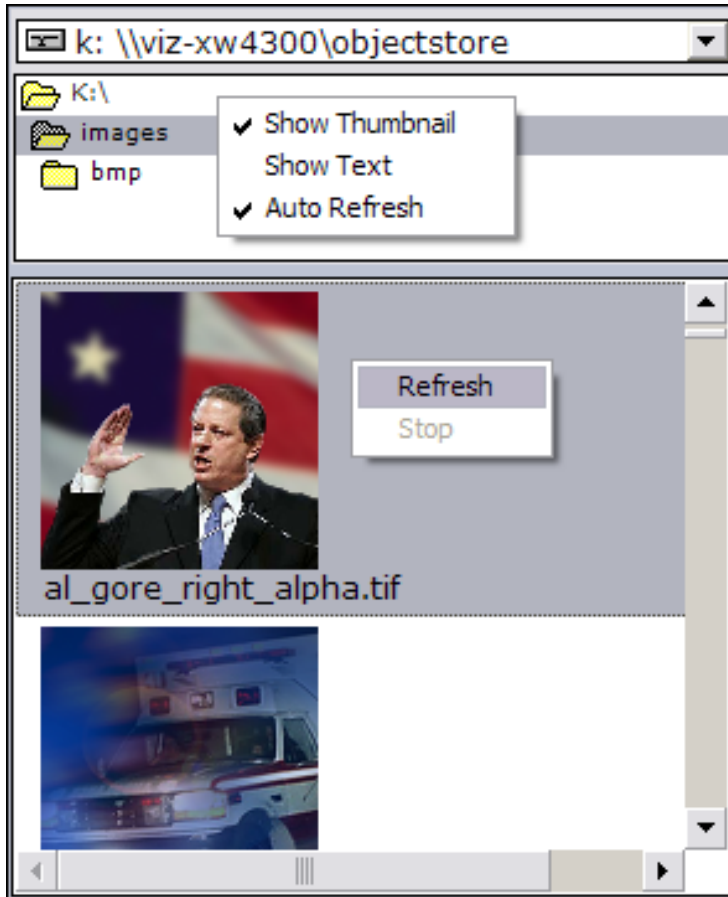 k: \\viz-xw4300\objectstore
K:\
images
bmp
Show Thumbnail
Show Text
Auto Refresh
Refresh
Stop
al_gore_right_alpha.tif